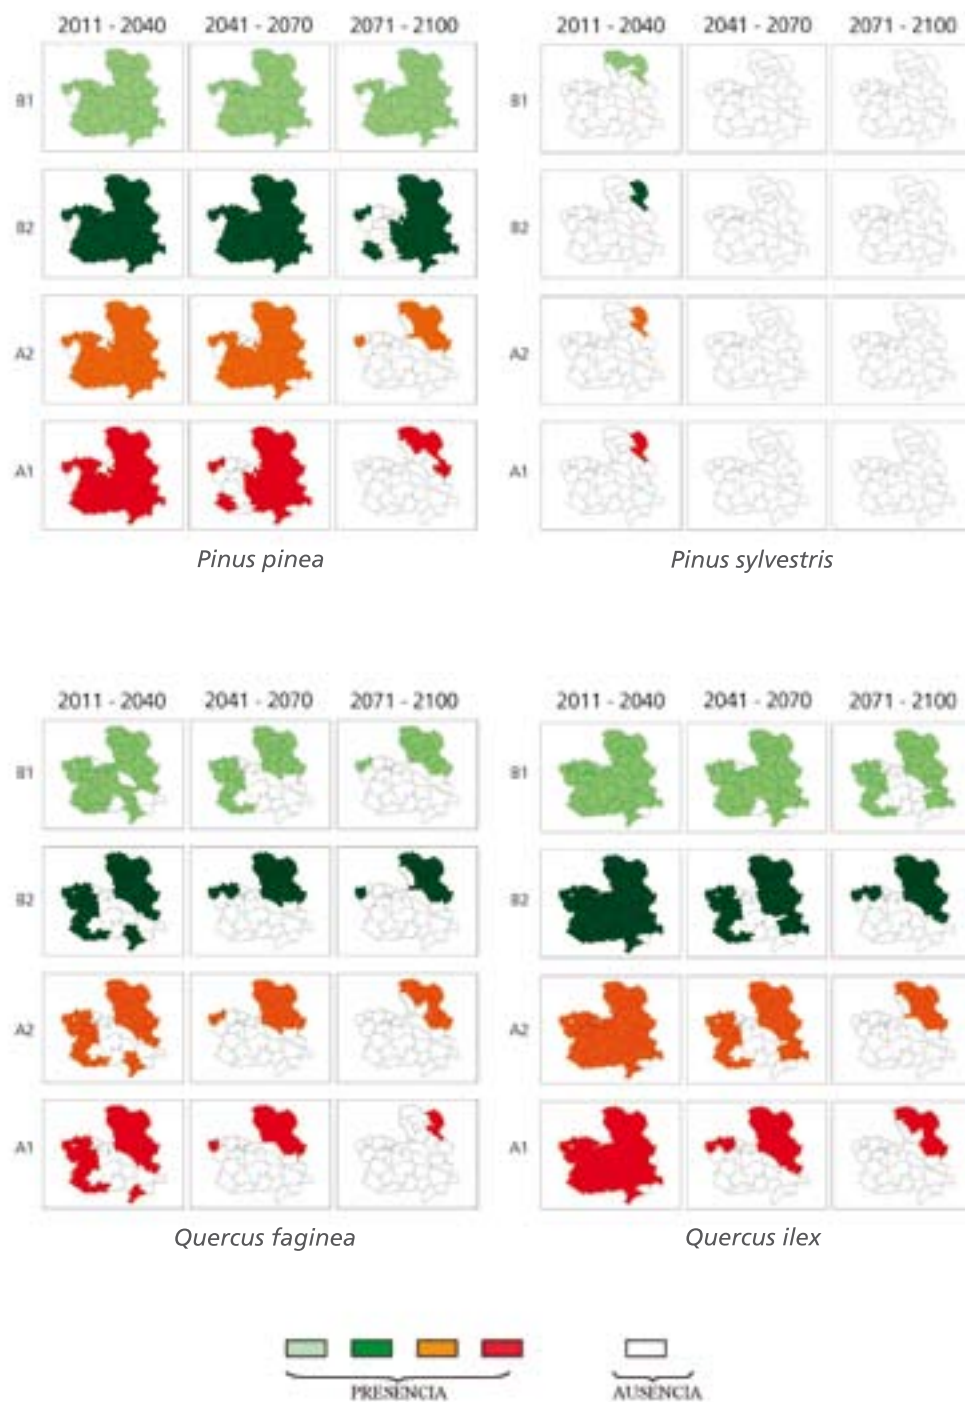 2011 - 2040 2041 - 2070 2071 - 2100
B1
B2
A2
A1
Pinus pinea
2011 - 2040 2041 - 2070 2071 - 2100
B1
B2
A2
A1
Pinus sylvestris
2011 - 2040 2041 - 2070 2071 - 2100
B1
B2
A2
A1
Quercus faginea
2011 - 2040 2041 - 2070 2071 - 2100
B1
B2
A2
A1
Quercus ilex
PRESENCIA AUSENCIA